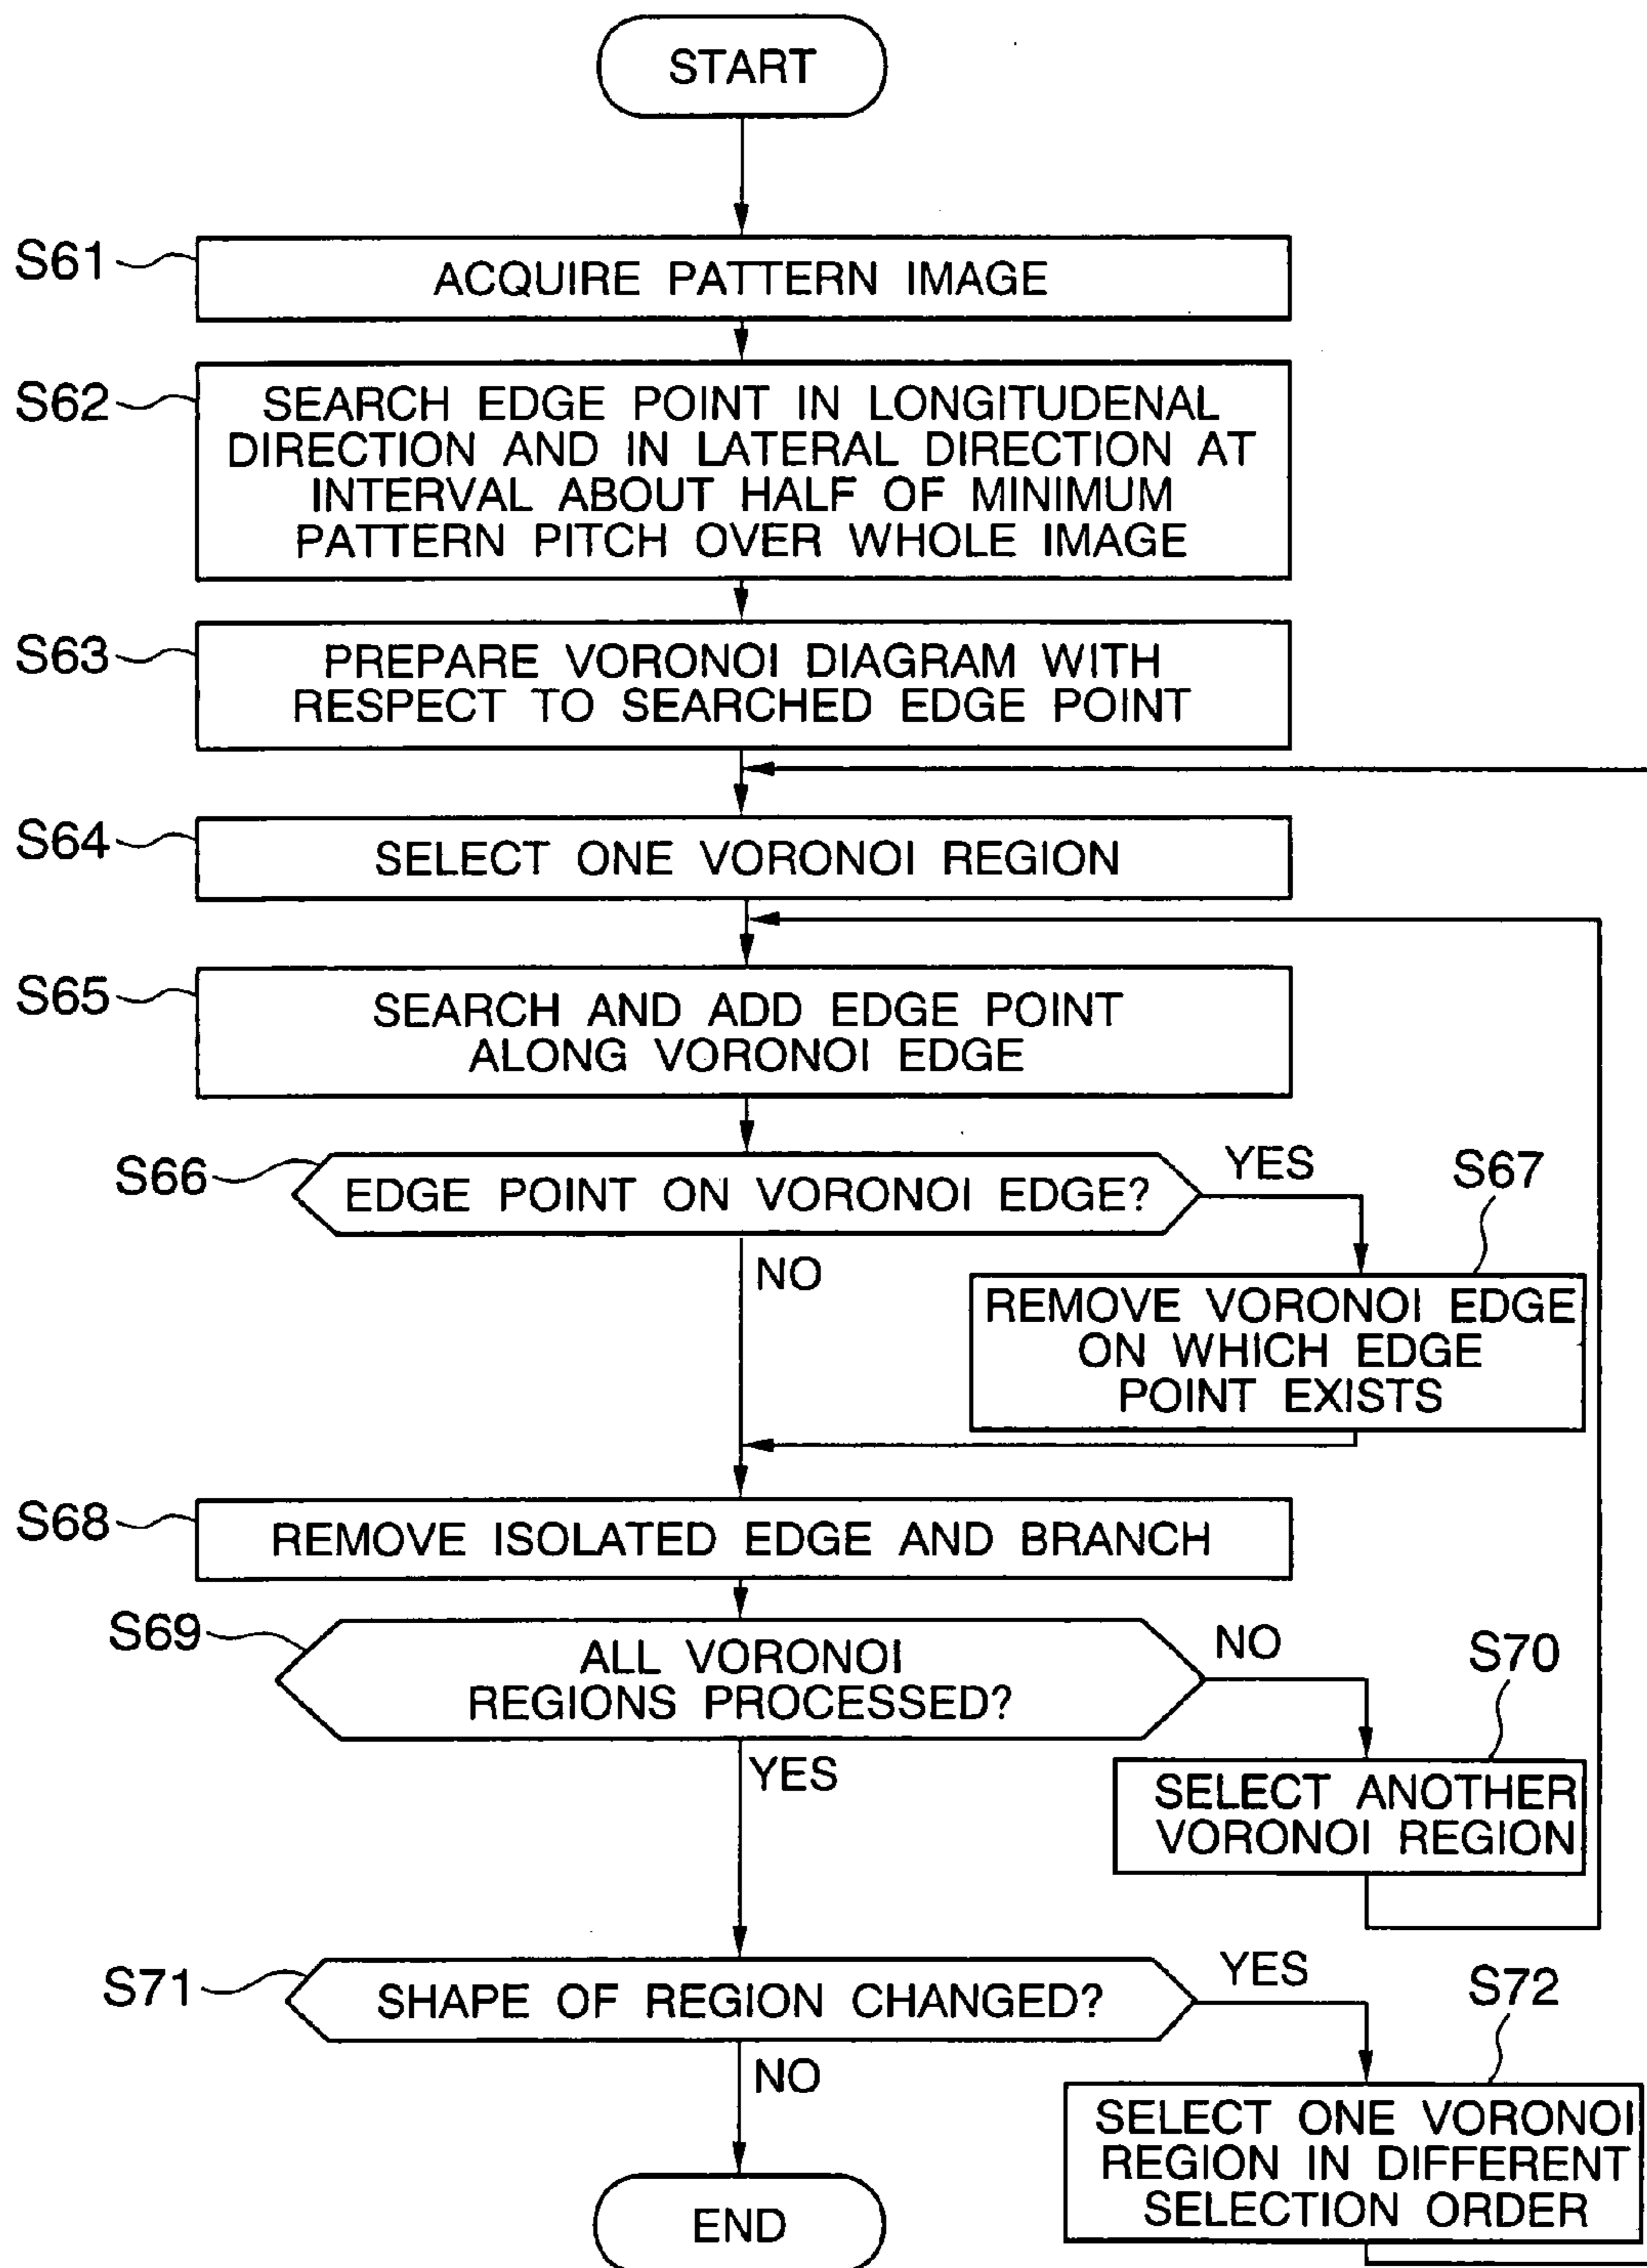 START
S61
ACQUIRE PATTERN IMAGE
S62
SEARCH EDGE POINT IN LONGITUDENAL
DIRECTION AND IN LATERAL DIRECTION AT
INTERVAL ABOUT HALF OF MINIMUM
PATTERN PITCH OVER WHOLE IMAGE
S63
PREPARE VORONOI DIAGRAM WITH
RESPECT TO SEARCHED EDGE POINT
S64
SELECT ONE VORONOI REGION
S65
SEARCH AND ADD EDGE POINT
ALONG VORONOI EDGE
S66
EDGE POINT ON VORONOI EDGE?
YES
NO
S67
REMOVE VORONOI EDGE
ON WHICH EDGE
POINT EXISTS
S68
REMOVE ISOLATED EDGE AND BRANCH
S69
ALL VORONOI
REGIONS PROCESSED?
NO
YES
S70
SELECT ANOTHER
VORONOI REGION
S71
SHAPE OF REGION CHANGED?
YES
NO
S72
SELECT ONE VORONOI
REGION IN DIFFERENT
SELECTION ORDER
END